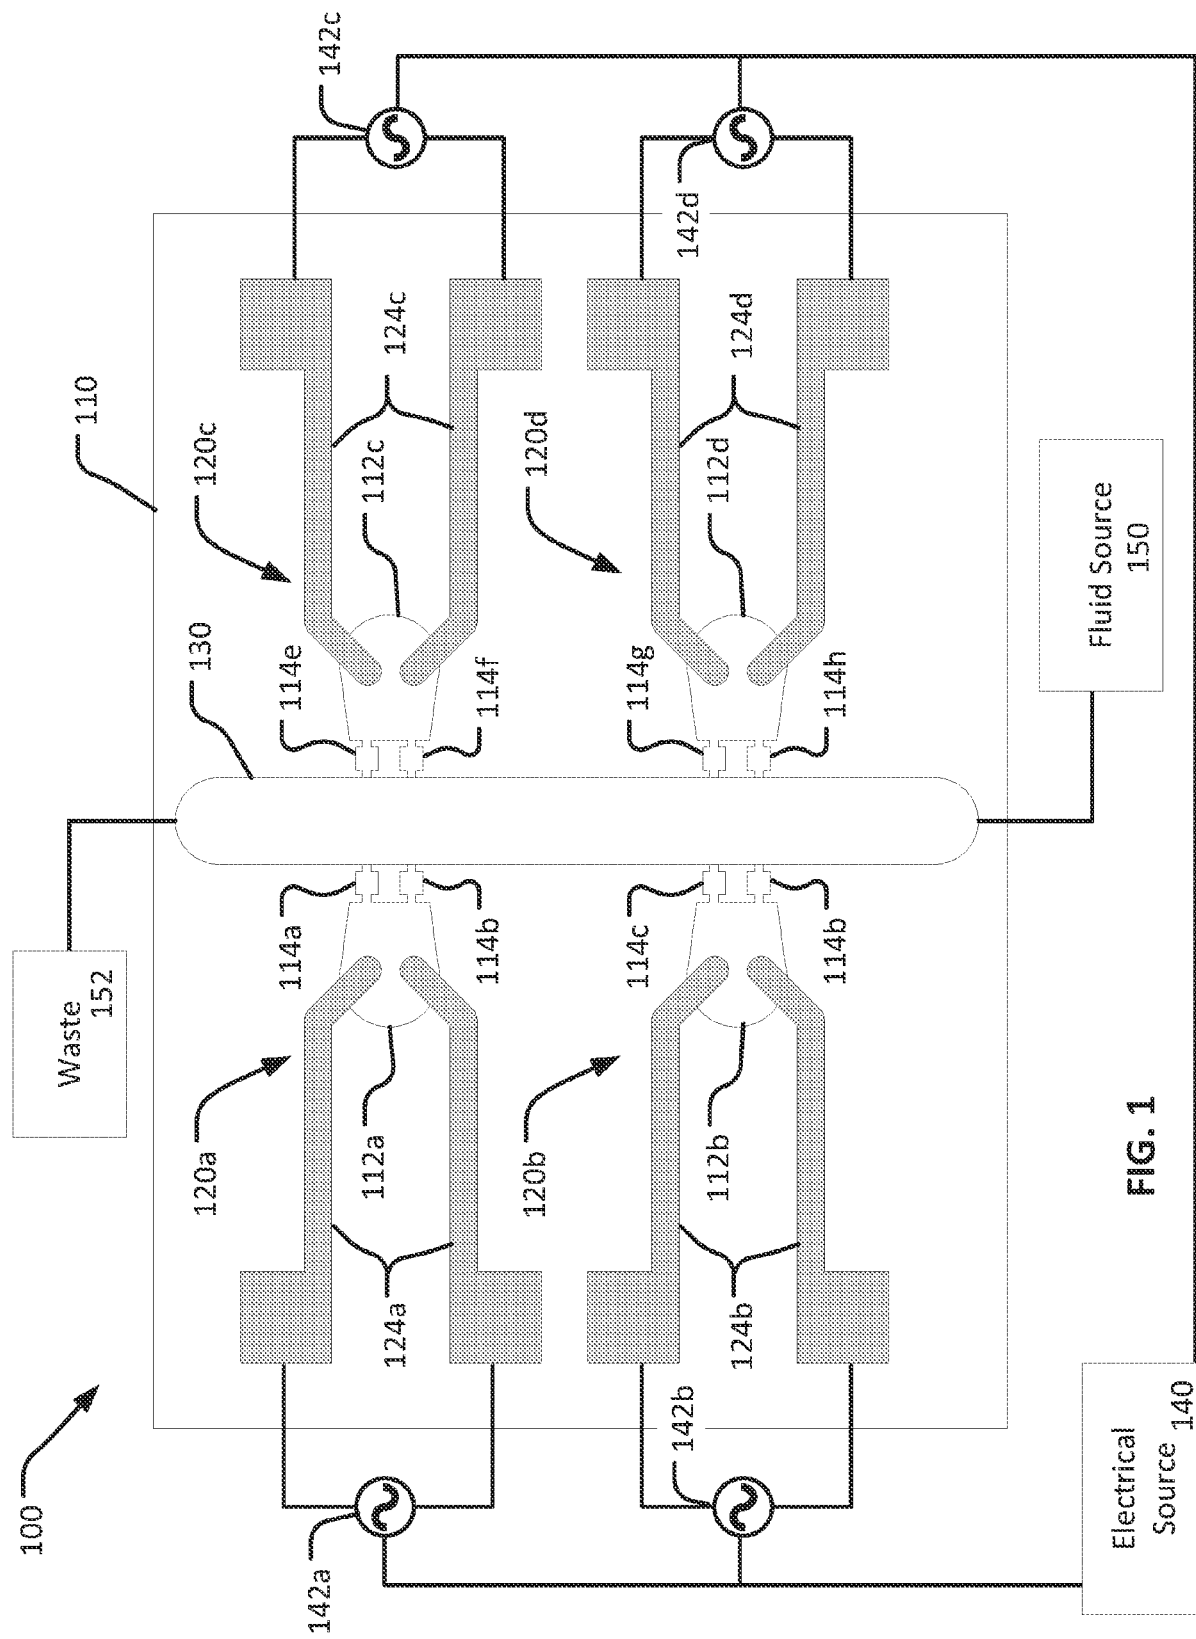 100
Waste
152
110
142a
120a
124a
112a
114a
114b
130
114e
114f
120c
112c
124c
142c
142b
120b
124b
112b
114c
114b
114g
114h
120d
112d
124d
142d
Electrical
Source 140
Fluid Source
150
FIG. 1